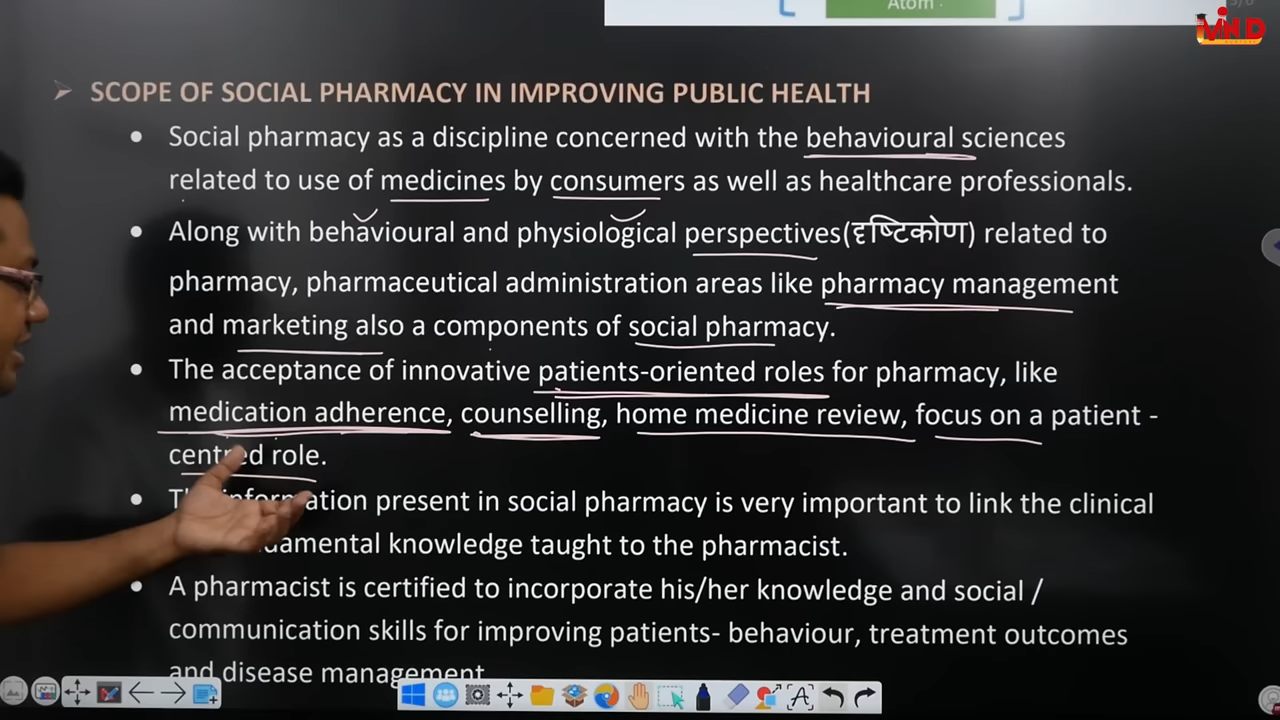 Atom
SCOPE OF SOCIAL PHARMACY IN IMPROVING PUBLIC HEALTH
Social pharmacy as a discipline concerned with the behavioural sciences
related to use of medicines by consumers as well as healthcare professionals.
Along with behavioural and physiological perspectives(दृष्टिकोण) related to
pharmacy, pharmaceutical administration areas like pharmacy management
and marketing also a components of social pharmacy.
The acceptance of innovative patients-oriented roles for pharmacy, like
medication adherence, counselling, home medicine review, focus on a patient -
centred role.
information present in social pharmacy is very important to link the clinical
knowledge taught to the pharmacist.
A pharmacist is certified to incorporate his/her knowledge and social /
communication skills for improving patients- behaviour, treatment outcomes
and disease management